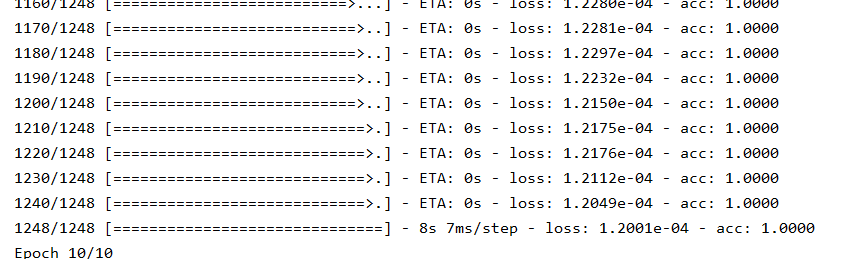 1160/1248 [==========================>...] - ETA: 0s - loss: 1.2280e-04 - acc: 1.0000
1170/1248 [===========================>..] - ETA: 0s - loss: 1.2281e-04 - acc: 1.0000
1180/1248 [===========================>..] - ETA: 0s - loss: 1.2297e-04 - acc: 1.0000
1190/1248 [===========================>..] - ETA: 0s - loss: 1.2232e-04 - acc: 1.0000
1200/1248 [===========================>..] - ETA: 0s - loss: 1.2150e-04 - acc: 1.0000
1210/1248 [============================>.] - ETA: 0s - loss: 1.2175e-04 - acc: 1.0000
1220/1248 [============================>.] - ETA: 0s - loss: 1.2176e-04 - acc: 1.0000
1230/1248 [============================>.] - ETA: 0s - loss: 1.2112e-04 - acc: 1.0000
1240/1248 [============================>.] - ETA: 0s - loss: 1.2049e-04 - acc: 1.0000
1248/1248 [==============================] - 8s 7ms/step - loss: 1.2001e-04 - acc: 1.0000
Epoch 10/10